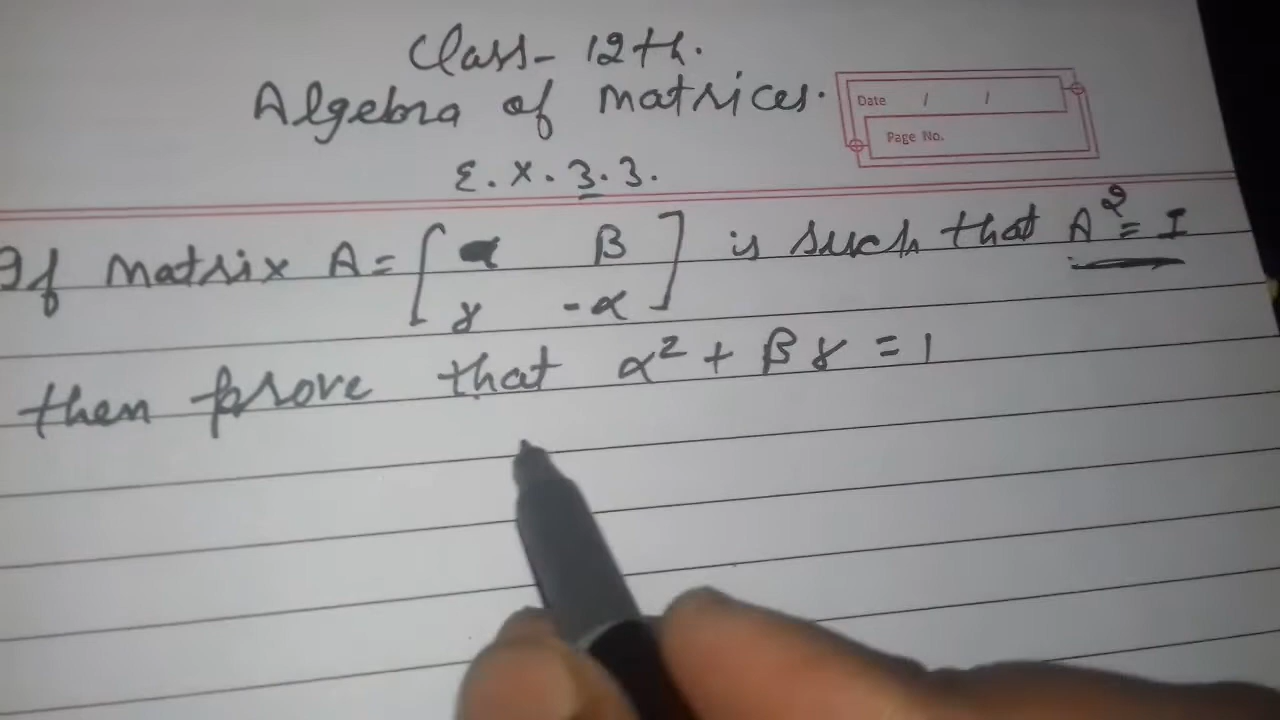 Class- 12th.
Algebra of matrices.
Date / /
Page No.
E.X.3.3.
If matrix A = [ α β ] is such that A² = I
γ -α
then prove that α² + βγ = 1